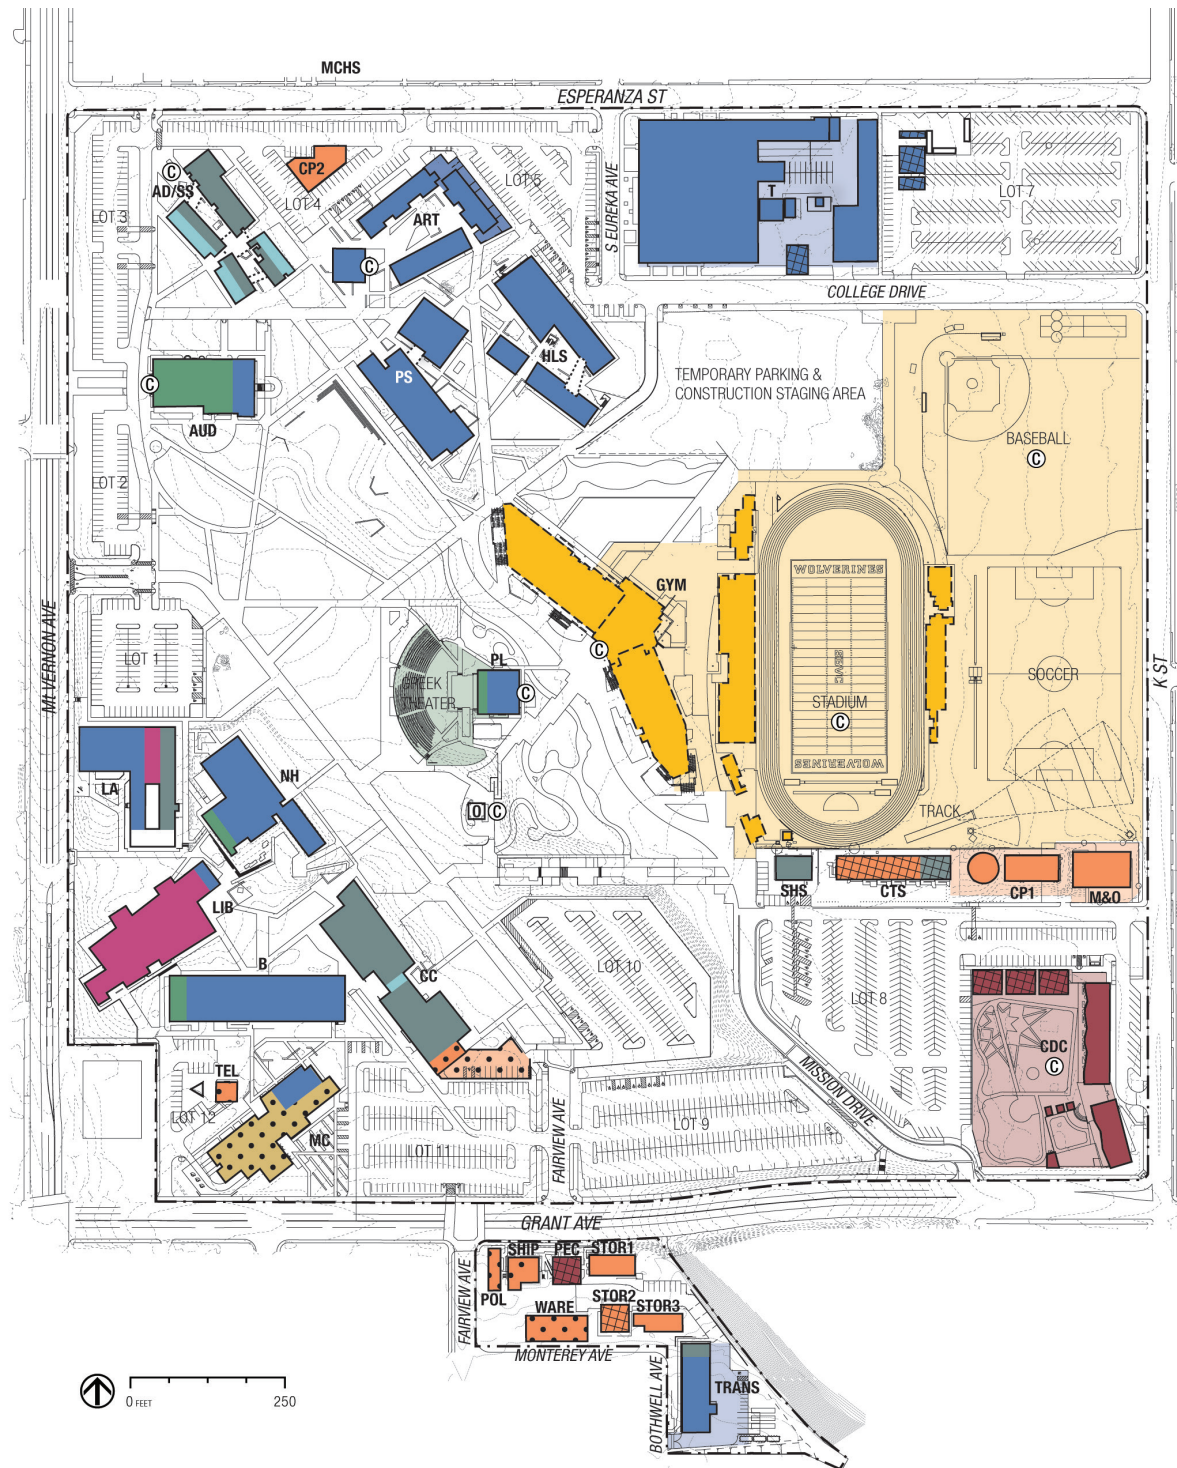 MCHS
ESPERANZA ST
CP2
AD/SS
C
LOT 5
LOT 4
LOT 3
ART
C
S EUREKA AVE
T
LOT 7
COLLEGE DRIVE
HLS
PS
TEMPORARY PARKING &
CONSTRUCTION STAGING AREA
C
AUD
BASEBALL
C
LOT 2
WOLVERINES
GYM
Mt VERNON AVE
LOT 1
C
PL
GREEK
THEATER
C
SBVC
STADIUM
C
SOCCER
K ST
WOLVERINES
LA
NH
O
C
TRACK
SHS
CTS
CP1
M&O
LIB
B
CC
LOT 10
LOT 8
CDC
C
MISSION DRIVE
TEL
LOT 12
MC
LOT 11
FAIRVIEW AVE
LOT 9
GRANT AVE
SHIP
PEC
STOR1
POL
WARE
STOR2
STOR3
FAIRVIEW AVE
MONTEREY AVE
BOTHWELL AVE
TRANS
0 FEET
250